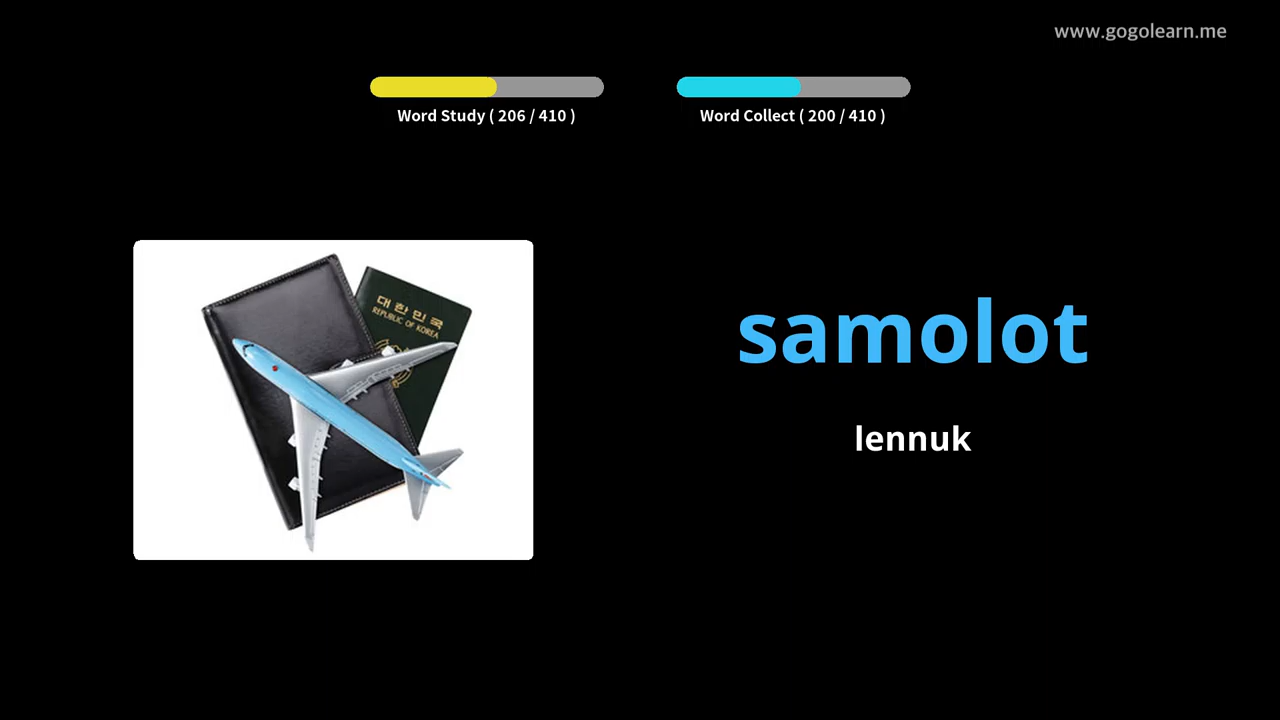 www.gogolearn.me
Word Study ( 206 / 410 )
Word Collect ( 200 / 410 )
대한민국
REPUBLIC OF KOREA
samolot
lennuk